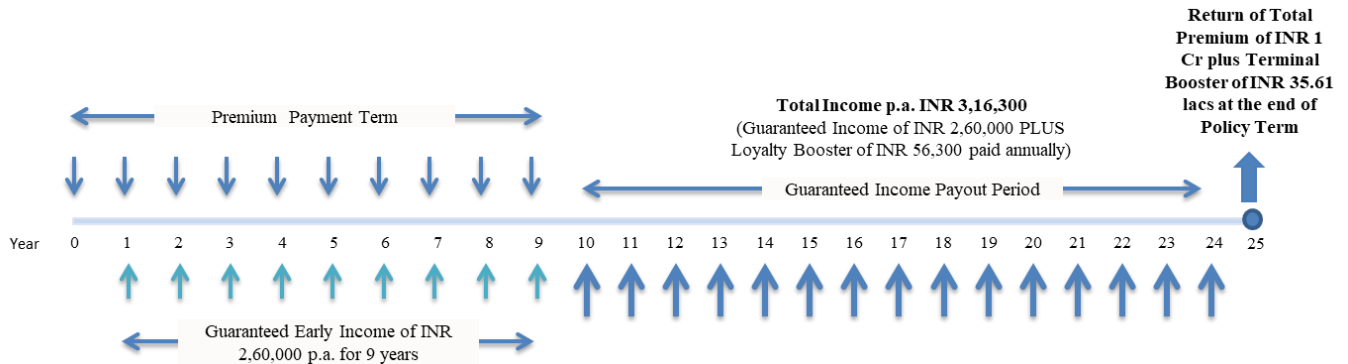 Return of Total
Premium of INR 1
Cr plus Terminal
Booster of INR 35.61
lacs at the end of
Policy Term
Premium Payment Term
Total Income p.a. INR 3,16,300
(Guaranteed Income of INR 2,60,000 PLUS
Loyalty Booster of INR 56,300 paid annually)
Guaranteed Income Payout Period
Year 0 1 2 3 4 5 6 7 8 9 10 11 12 13 14 15 16 17 18 19 20 21 22 23 24 25
Guaranteed Early Income of INR
2,60,000 p.a. for 9 years